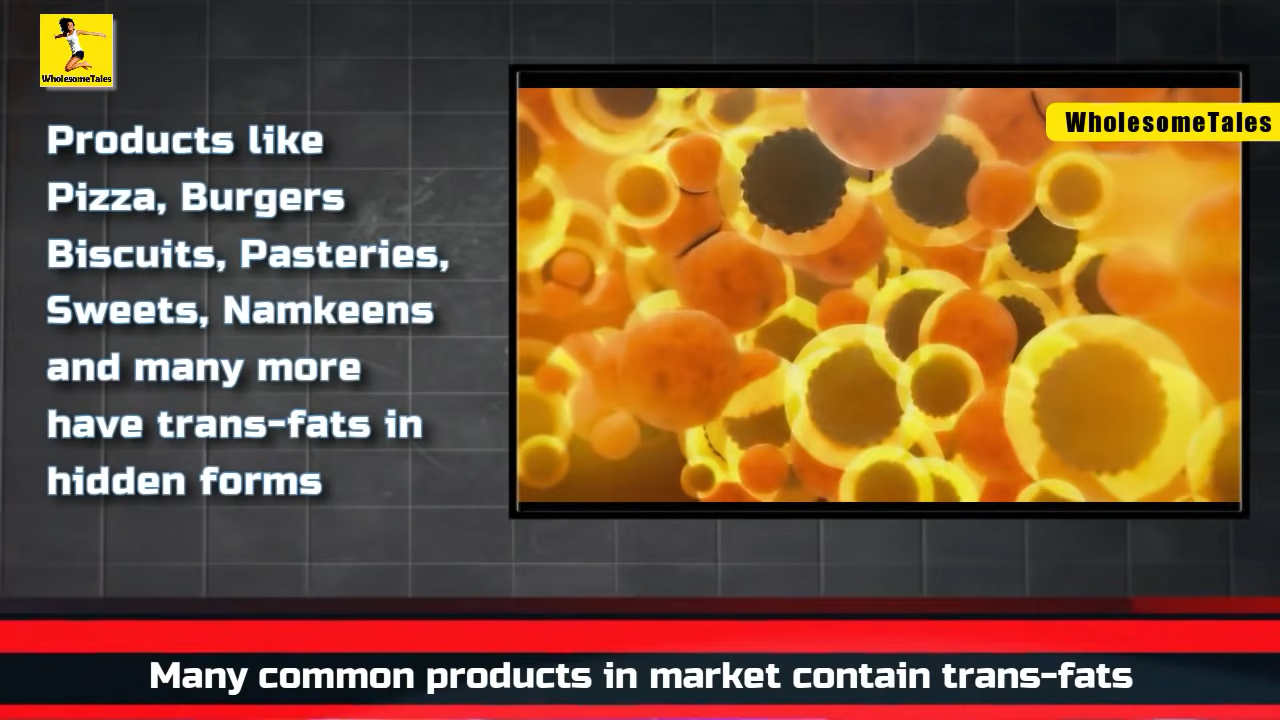 WholesomeTales
WholesomeTales
Products like
Pizza, Burgers
Biscuits, Pasteries,
Sweets, Namkeens
and many more
have trans-fats in
hidden forms
Many common products in market contain trans-fats